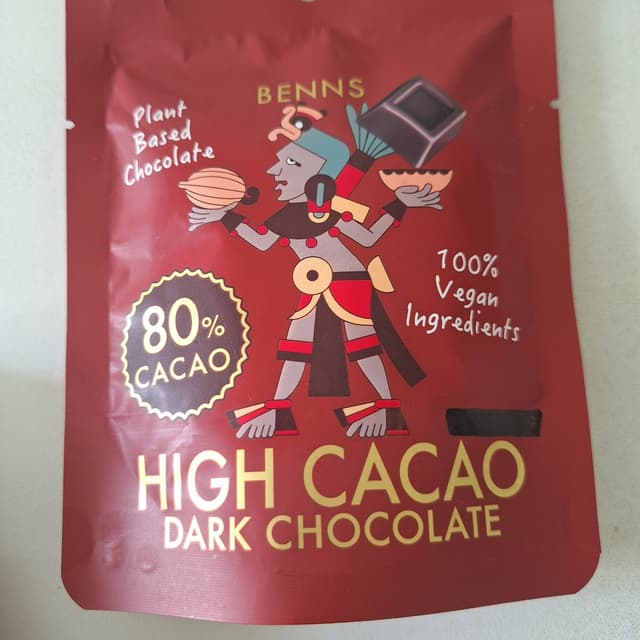 BENNS
Plant
Based
Chocolate
100%
Vegan
Ingredients
80%
CACAO
HIGH CACAO
DARK CHOCOLATE